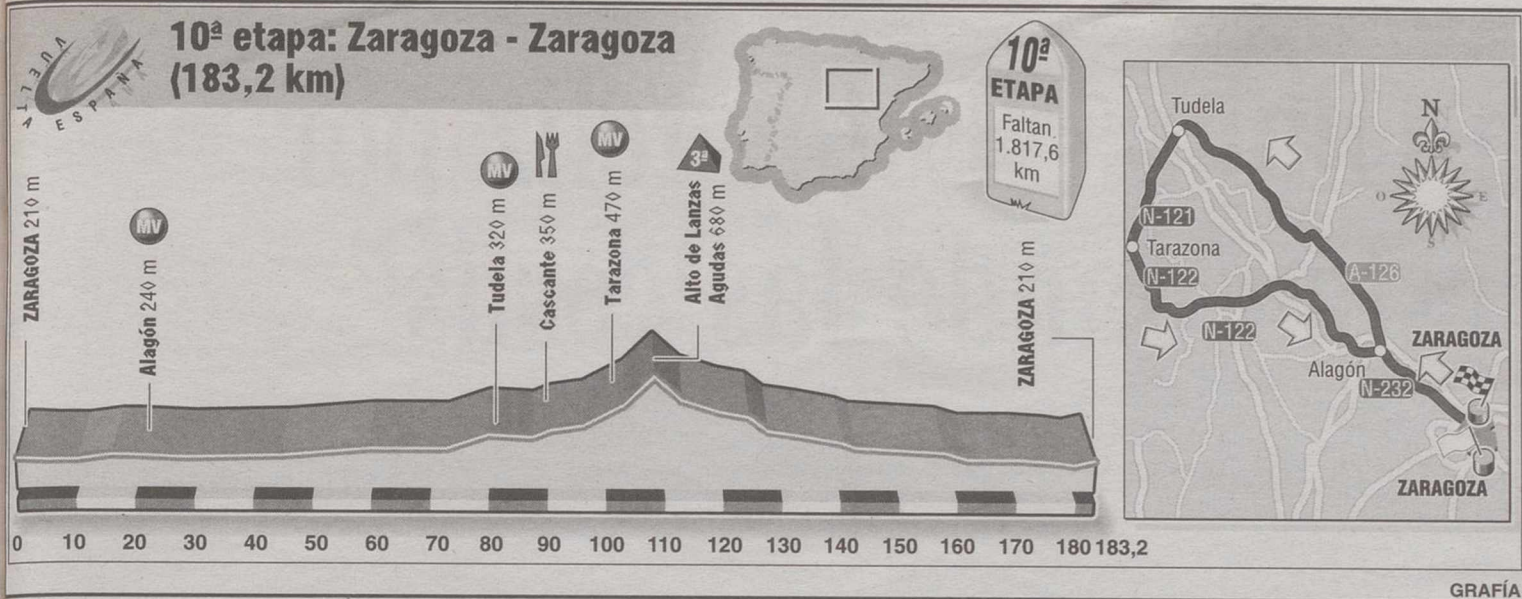 VUELTA
ESPAÑA
10ª etapa: Zaragoza - Zaragoza
(183,2 km)
10ª
ETAPA
Faltan
1.817,6
km
ZARAGOZA 210 m
MV
Alagón 240 m
MV
Tudela 320 m
Cascante 350 m
MV
Tarazona 470 m
3ª
Alto de Lanzas
Agudas 680 m
ZARAGOZA 210 m
0 10 20 30 40 50 60 70 80 90 100 110 120 130 140 150 160 170 180 183,2
Tudela
N
O
E
S
N-121
Tarazona
N-122
A-126
N-122
ZARAGOZA
Alagón
N-232
ZARAGOZA
GRAFÍA